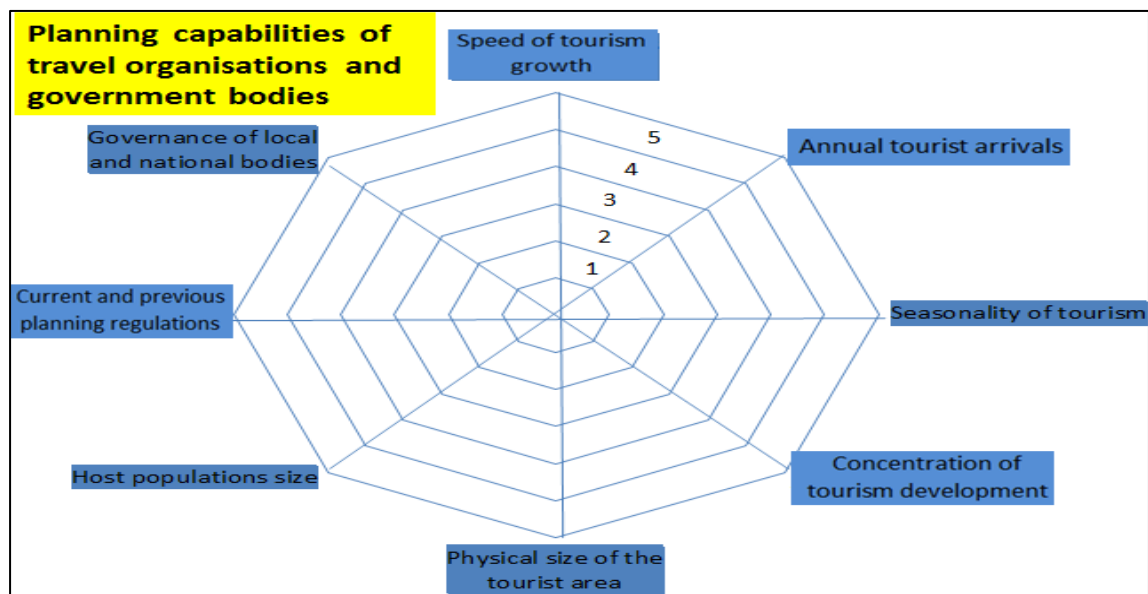 Planning capabilities of
travel organisations and
government bodies
Speed of tourism
growth
Governance of local
and national bodies
5
Annual tourist arrivals
4
3
2
1
Current and previous
planning regulations
Seasonality of tourism
Host populations size
Concentration of
tourism development
Physical size of the
tourist area